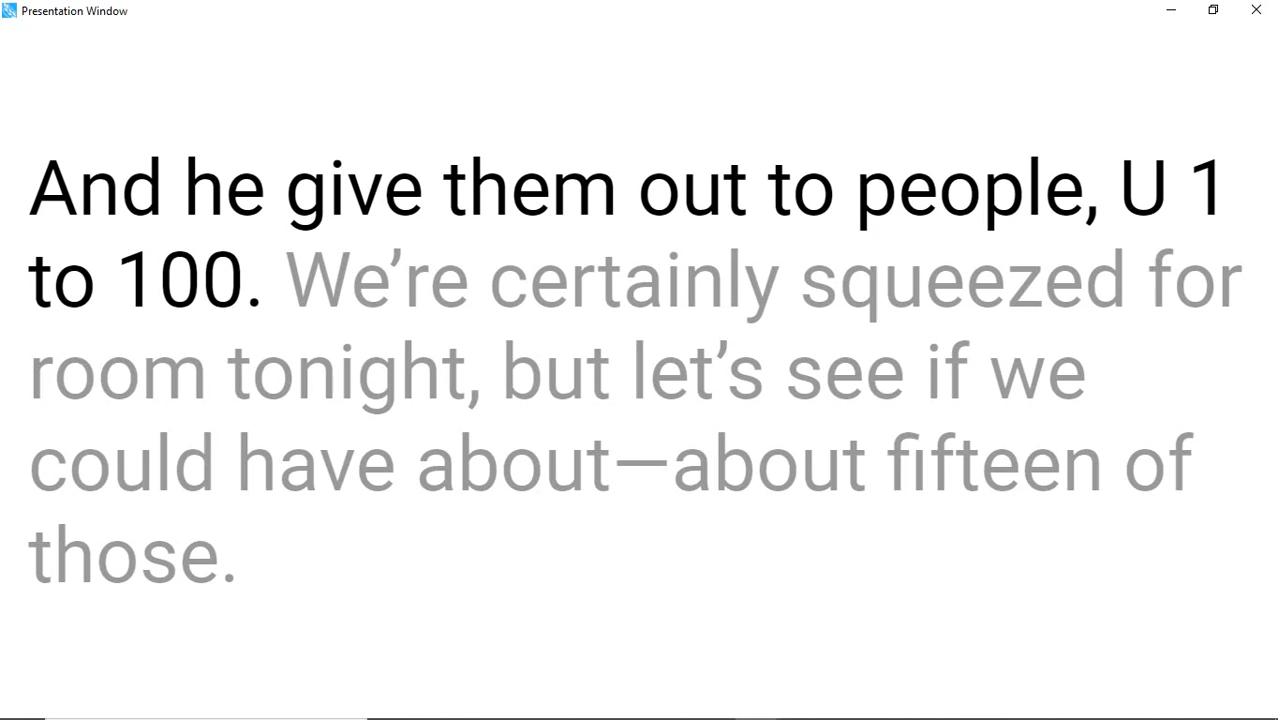 Presentation Window
And he give them out to people, U 1
to 100. We’re certainly squeezed for
room tonight, but let’s see if we
could have about—about fifteen of
those.